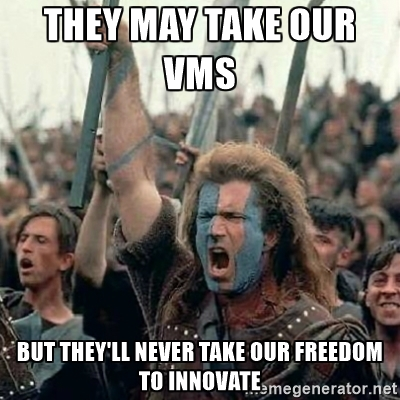 THEY MAY TAKE OUR
VMS
BUT THEY'LL NEVER TAKE OUR FREEDOM
TO INNOVATE
memegenerator.net